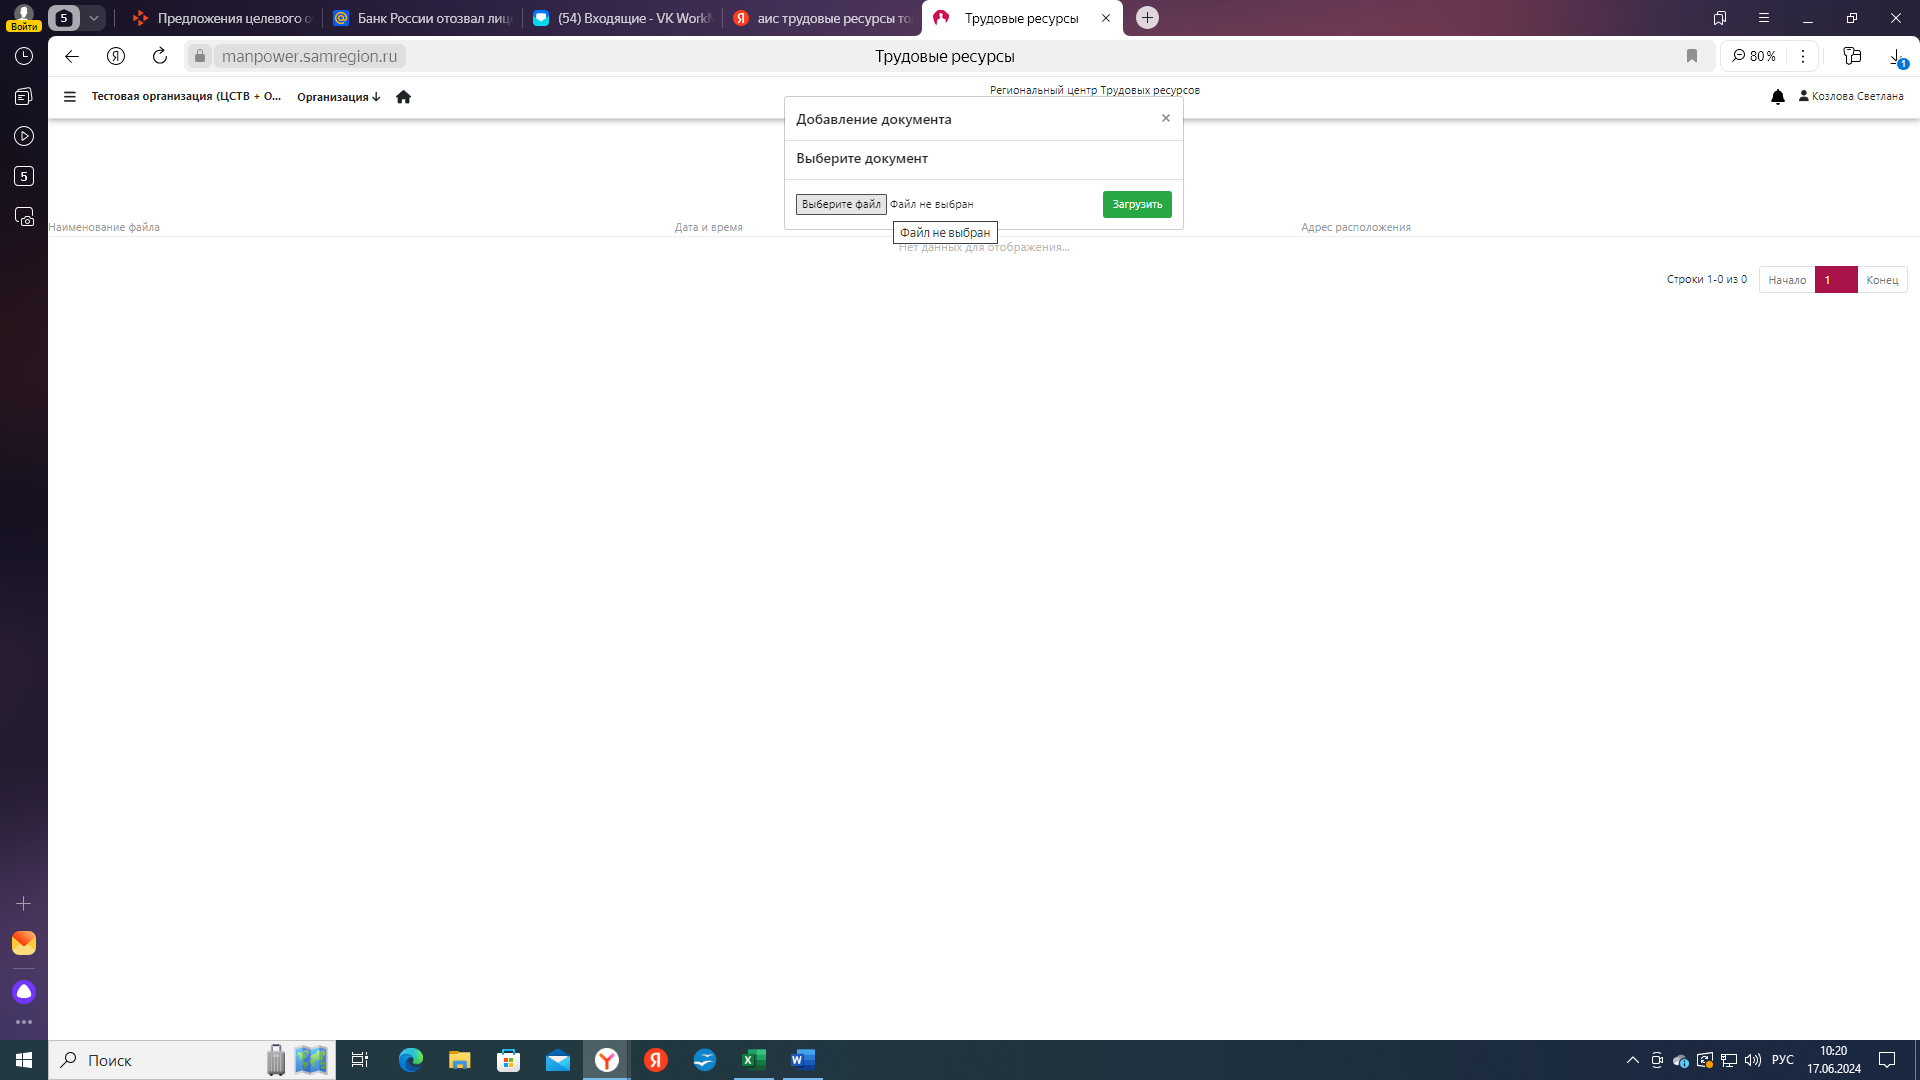 5
Предложения целевого о
Банк России отозвал лице
(54) Входящие - VK WorkM
аис трудовые ресурсы то
Трудовые ресурсы
Войти
manpower.samregion.ru
Трудовые ресурсы
80 %
1
5
Тестовая организация (ЦСТВ + О...
Организация
Региональный центр Трудовых ресурсов
Козлова Светлана
Добавление документа
×
Выберите документ
Выберите файл
Файл не выбран
Загрузить
Файл не выбран
Наименование файла
Дата и время
Адрес расположения
Нет данных для отображения...
Строки 1-0 из 0
Начало
1
Конец
Поиск
РУС
10:20
17.06.2024